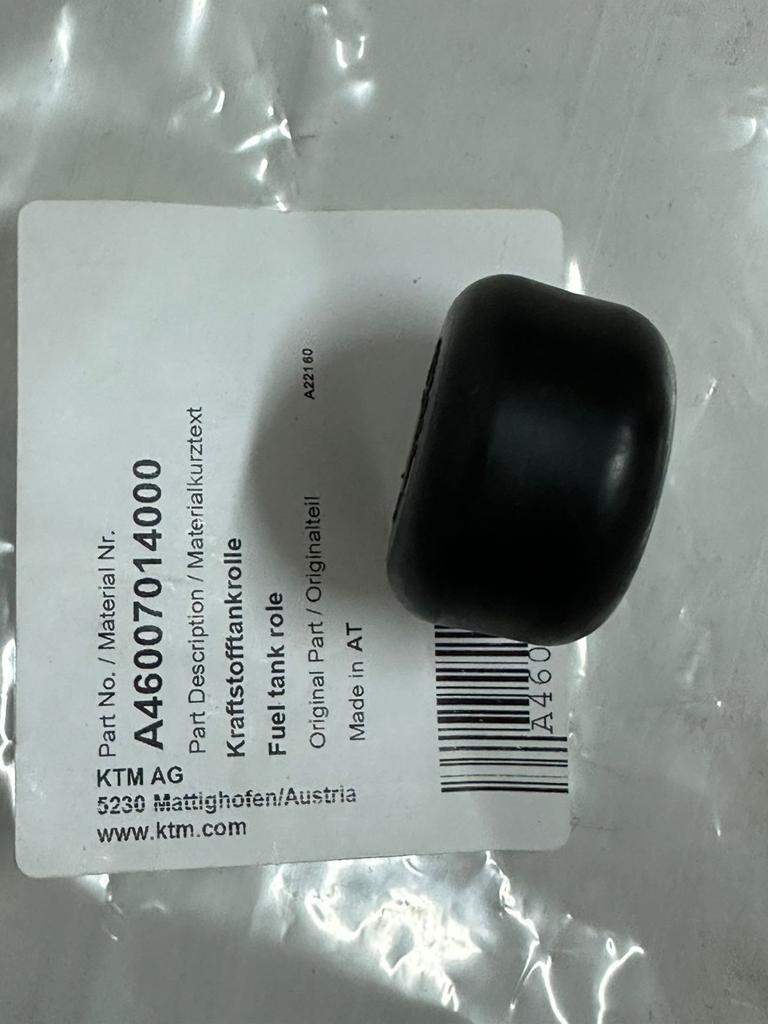 Part No. / Material Nr.
A46007014000
Part Description / Materialkurztext
Kraftstofftankrolle
Fuel tank role
Original Part / Originalteil
A22160
Made in AT
KTM AG
5230 Mattighofen/Austria
www.ktm.com
A460